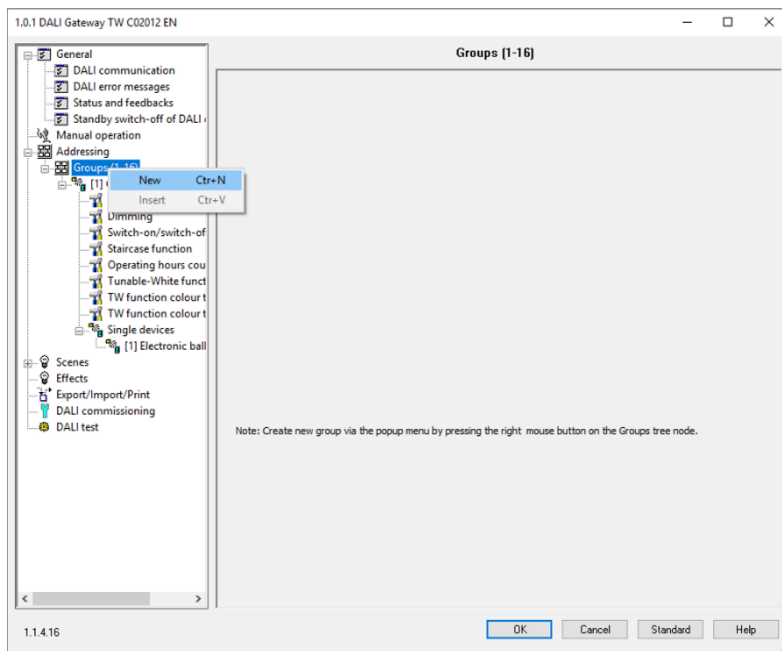 1.0.1 DALI Gateway TW C02012 EN
General
DALI communication
DALI error messages
Status and feedbacks
Standby switch-off of DALI
Manual operation
Addressing
Groups (1-16)
[1]
New Ctr+N
Insert Ctr+V
Dimming
Switch-on/switch-of
Staircase function
Operating hours cou
Tunable-White funct
TW function colour t
TW function colour t
Single devices
[1] Electronic ball
Scenes
Effects
Export/Import/Print
DALI commissioning
DALI test
Groups (1-16)
Note: Create new group via the popup menu by pressing the right mouse button on the Groups tree node.
1.1.4.16
OK Cancel Standard Help